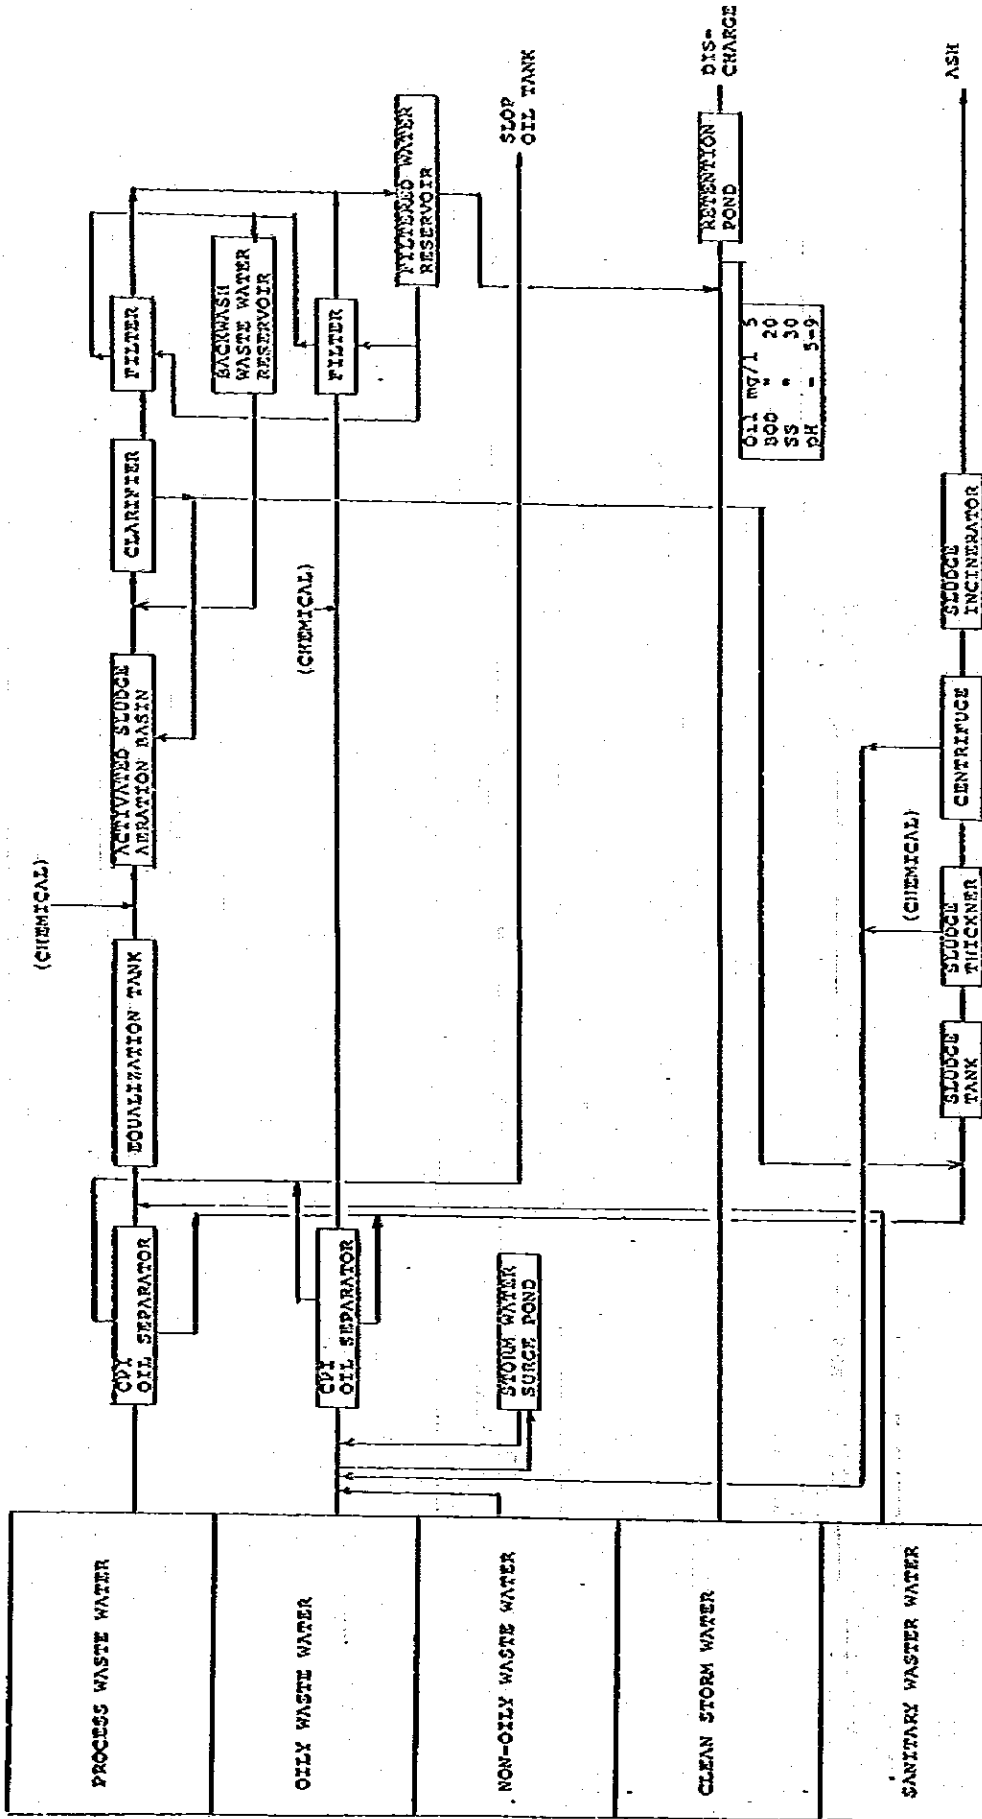 PROCESS WASTE WATER
OILY WASTE WATER
NON-OILY WASTE WATER
CLEAN STORM WATER
SANITARY WASTER WATER
CPI
OIL SEPARATOR
EQUALIZATION TANK
(CHEMICAL)
ACTIVATED SLUDGE
AERATION BASIN
CLARIFIER
FILTER
BACKWASH
WASTE WATER
RESERVOIR
CPI
OIL SEPARATOR
(CHEMICAL)
FILTER
FILTERED WATER
RESERVOIR
STORM WATER
SURGE POND
SLOP
OIL TANK
RETENTION
POND
DIS-
CHARGE
Oil mg/l 5
BOD " 20
SS " 30
pH - 5-9
SLUDGE
TANK
SLUDGE
THICKNER
(CHEMICAL)
CENTRIFUGE
SLUDGE
INCINERATOR
ASH